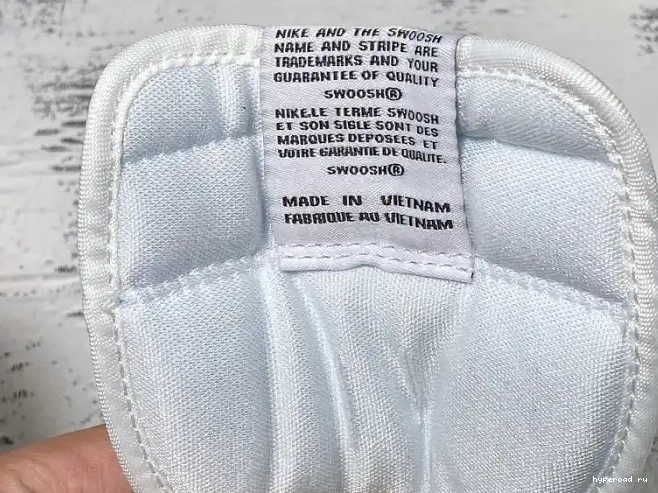 NIKE AND THE SWOOSH
NAME AND STRIPE ARE
TRADEMARKS AND YOUR
GUARANTEE OF QUALITY
SWOOSH®
NIKE,LE TERME SWOOSH
ET SON SIGLE SONT DES
MARQUES DEPOSEES ET
VOTRE GARANTIE DE QUALITE.
SWOOSH®
MADE IN VIETNAM
FABRIQUE AU VIETNAM
hyperoad ru